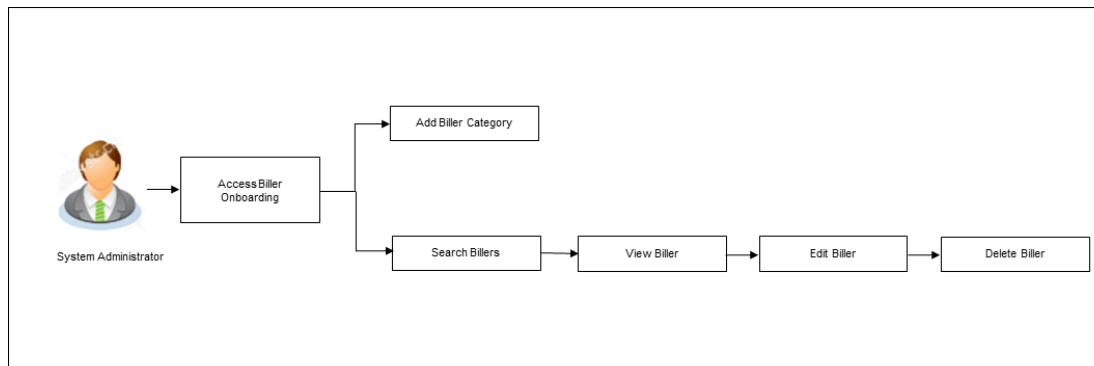 Add Biller Category
Access Biller
Onboarding
System Administrator
Search Billers
View Biller
Edit Biller
Delete Biller